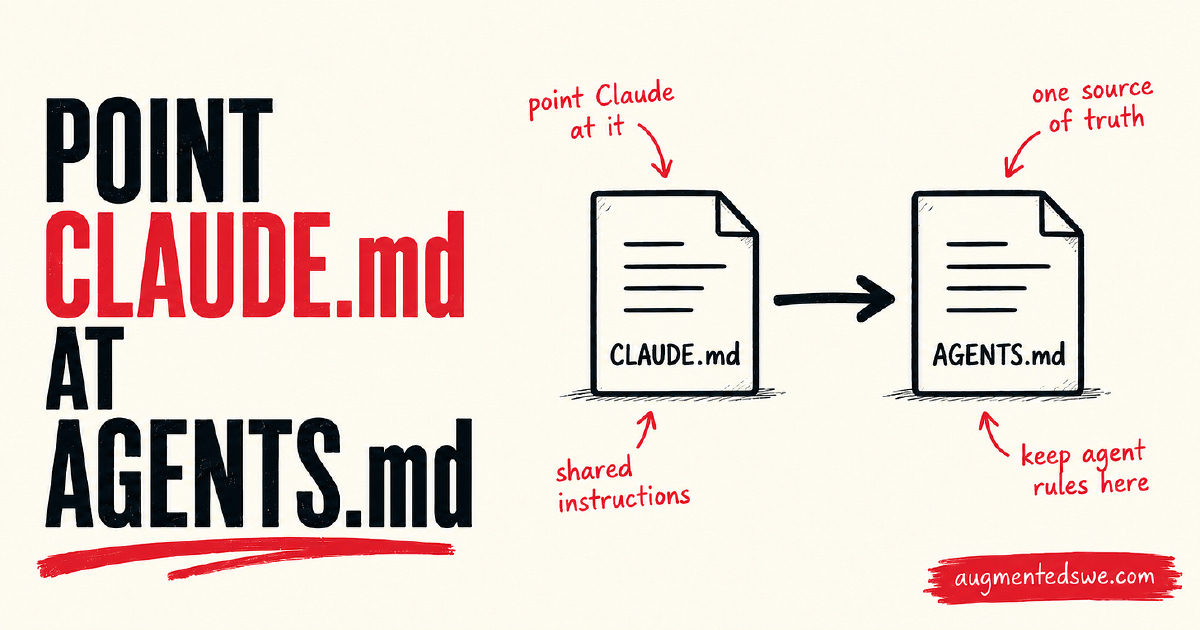 POINT
CLAUDE.md
AT
AGENTS.md
point Claude
at it
CLAUDE.md
shared
instructions
one source
of truth
AGENTS.md
keep agent
rules here
augmentedswe.com